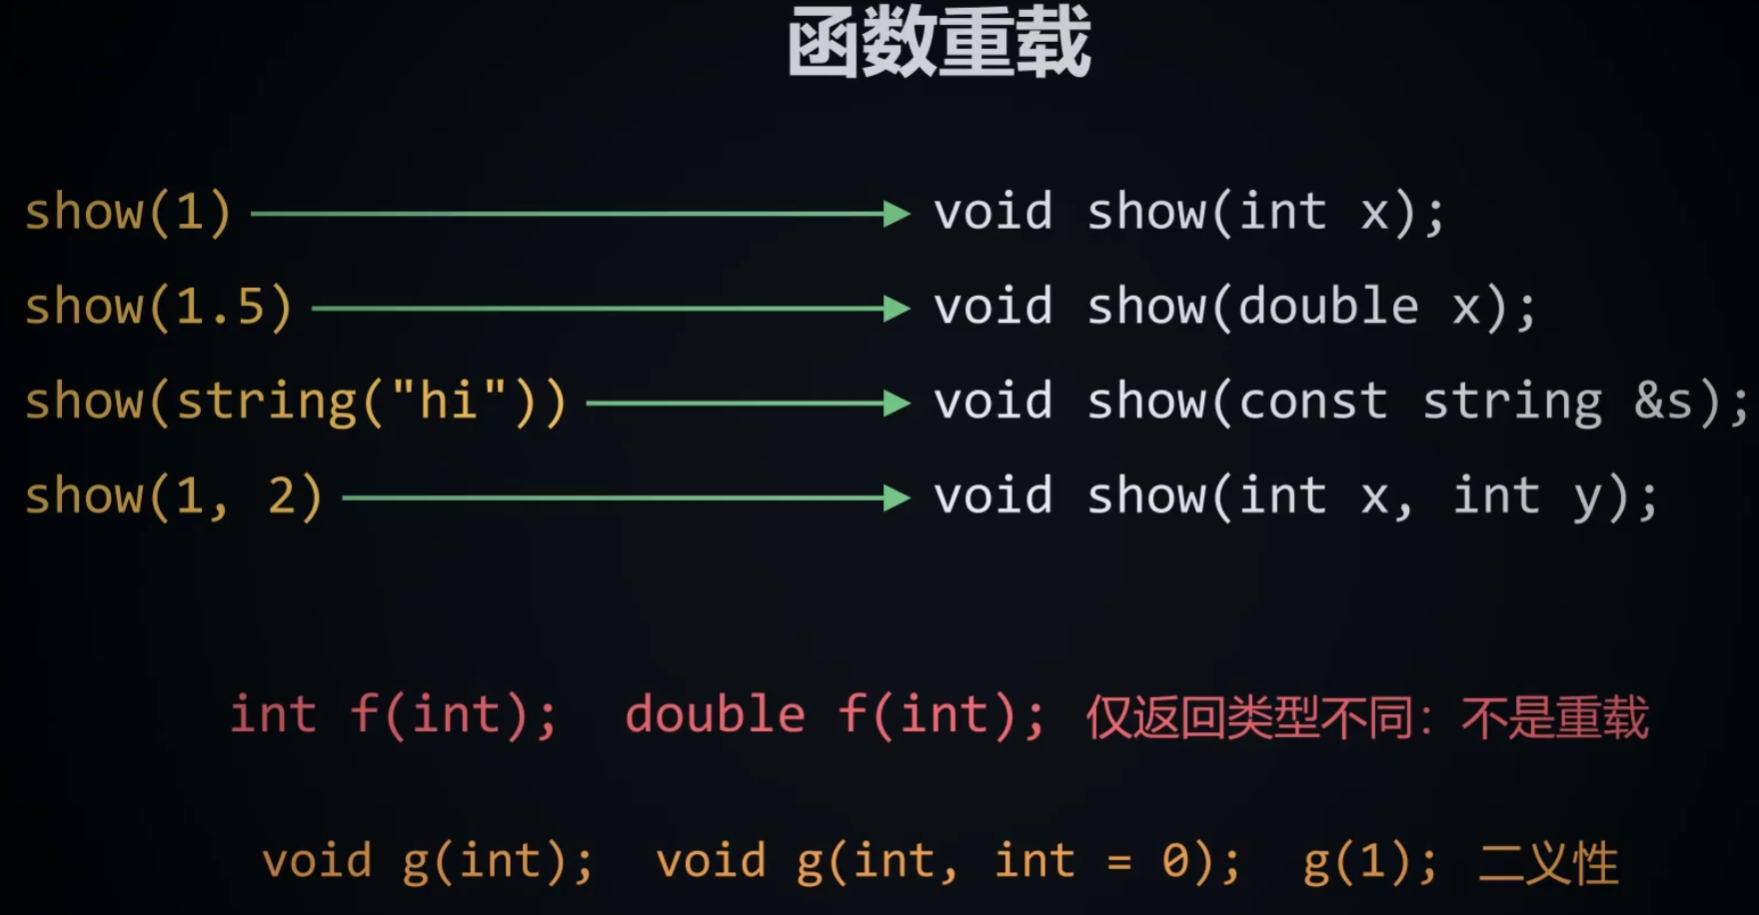 函数重载
show(1) void show(int x);
show(1.5) void show(double x);
show(string("hi")) void show(const string &s);
show(1, 2) void show(int x, int y);
int f(int); double f(int); 仅返回类型不同：不是重载
void g(int); void g(int, int = 0); g(1); 二义性